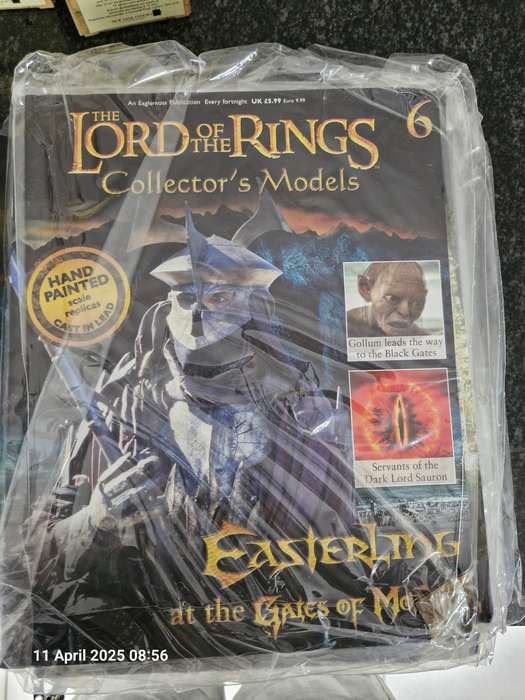 An Eaglemoss Publication Every fortnight UK £5.99 Euro 9.99
6
THE
LORD OF THE RINGS
Collector's Models
HAND
PAINTED
scale
replicas
CAST IN LEAD
Gollum leads the way
to the Black Gates
Servants of the
Dark Lord Sauron
EASTERLING
at the GATES OF
11 April 2025 08:56